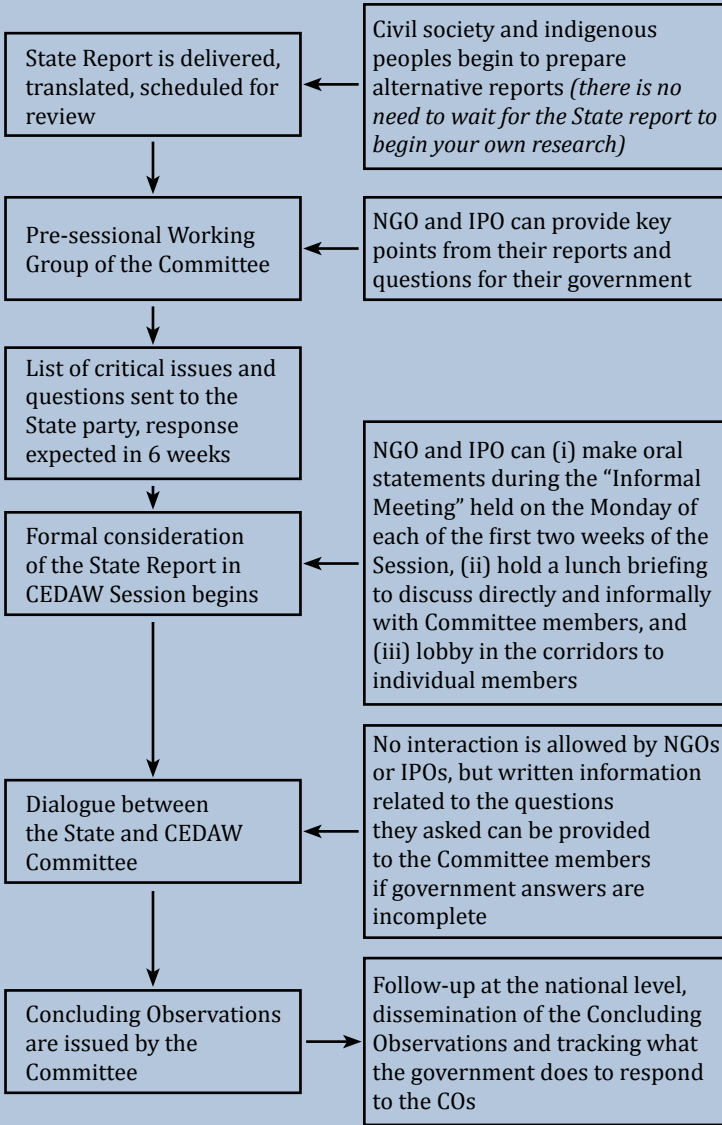 State Report is delivered,
translated, scheduled for
review
Civil society and indigenous
peoples begin to prepare
alternative reports (there is no
need to wait for the State report to
begin your own research)
Pre-sessional Working
Group of the Committee
NGO and IPO can provide key
points from their reports and
questions for their government
List of critical issues and
questions sent to the
State party, response
expected in 6 weeks
Formal consideration
of the State Report in
CEDAW Session begins
NGO and IPO can (i) make oral
statements during the “Informal
Meeting” held on the Monday of
each of the first two weeks of the
Session, (ii) hold a lunch briefing
to discuss directly and informally
with Committee members, and
(iii) lobby in the corridors to
individual members
Dialogue between
the State and CEDAW
Committee
No interaction is allowed by NGOs
or IPOs, but written information
related to the questions
they asked can be provided
to the Committee members
if government answers are
incomplete
Concluding Observations
are issued by the
Committee
Follow-up at the national level,
dissemination of the Concluding
Observations and tracking what
the government does to respond
to the COs